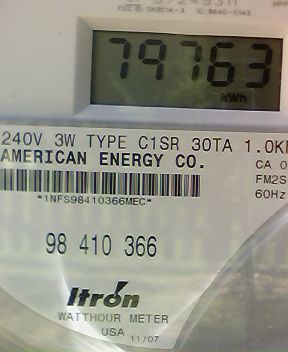 79763
kWh
240V 3W TYPE C1SR 30TA 1.0K
AMERICAN ENERGY CO.
CA 0
FM2S
60Hz
*1NFS98410366MEC*
98 410 366
Itron
WATTHOUR METER
USA 11/07